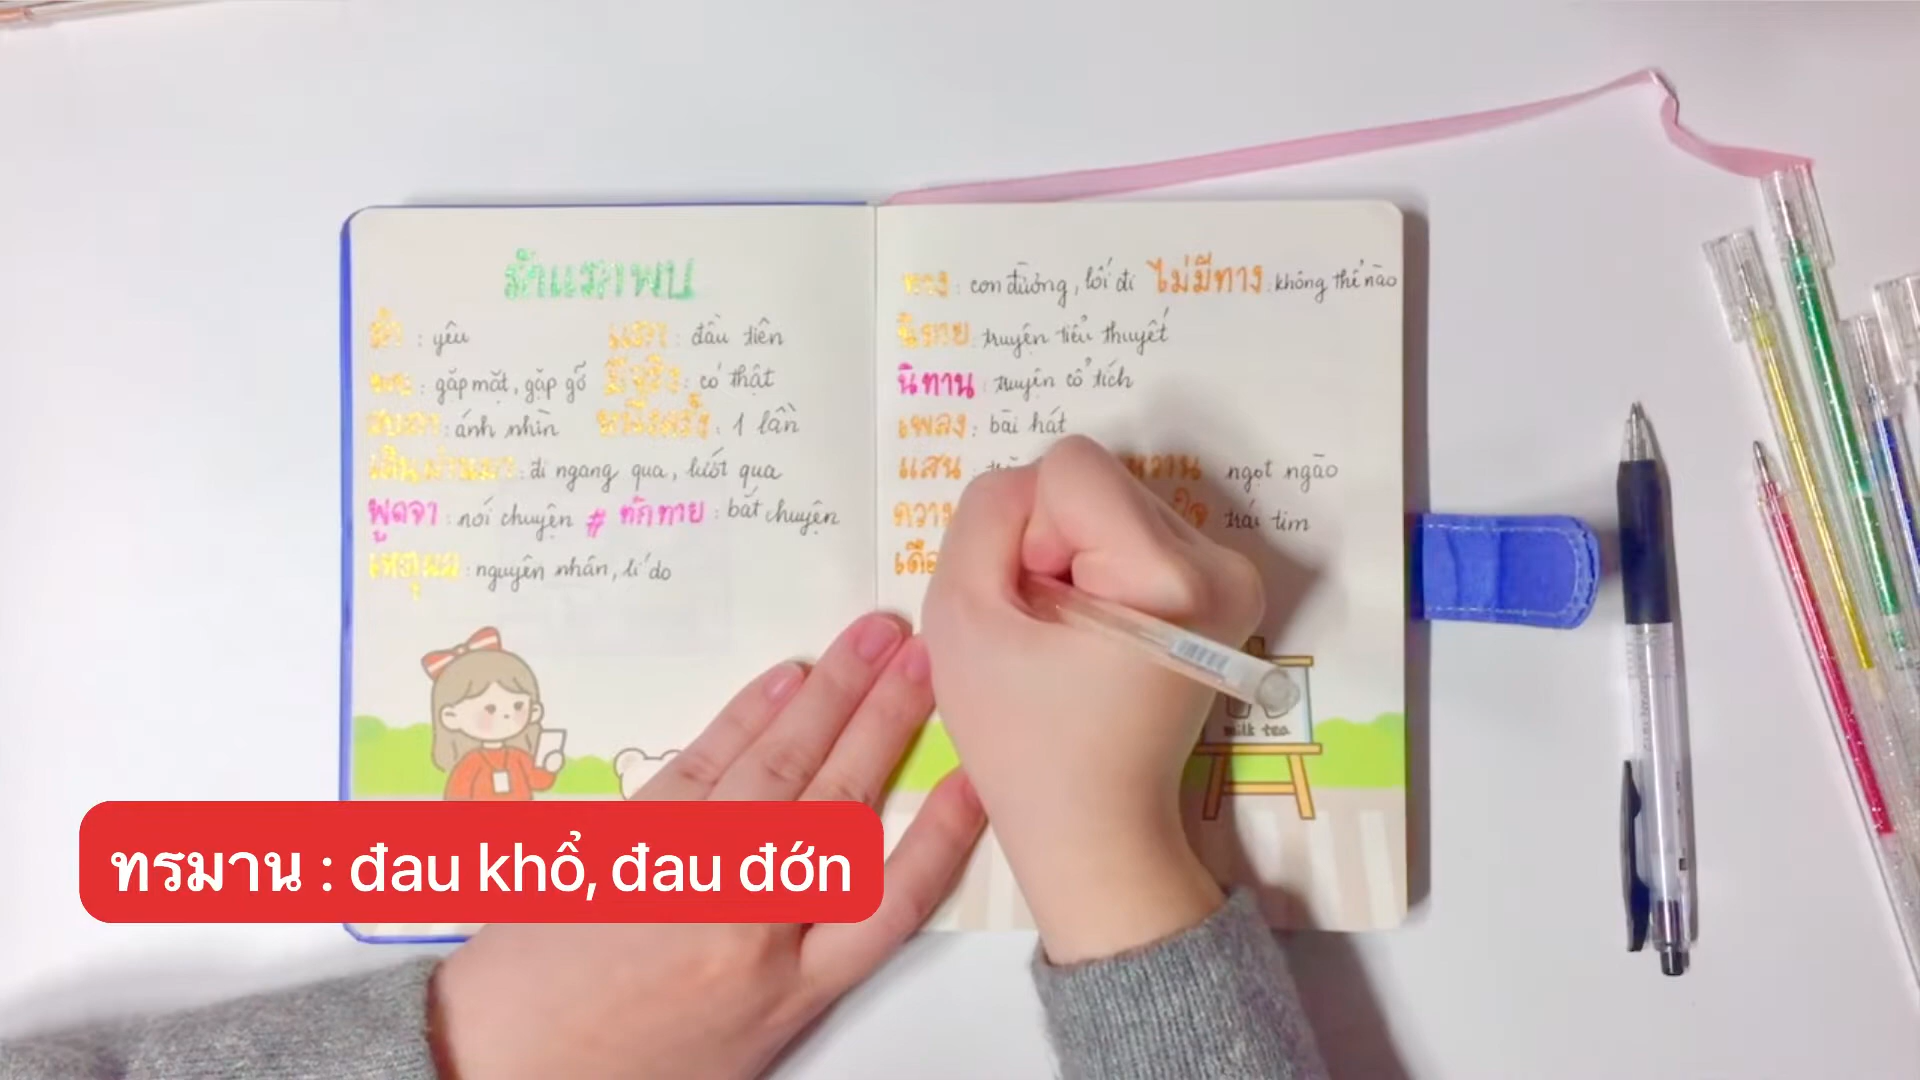 รักแรกพบ
รัก : yêu แรก : đầu tiên
พบ : gặp mặt, gặp gỡ มีจริง : có thật
สบตา : ánh nhìn หนึ่งครั้ง : 1 lần
เดินผ่านมา : đi ngang qua, lướt qua
พูดจา : nói chuyện # ทักทาย : bắt chuyện
เหตุผล : nguyên nhân, lí do
ทาง : con đường, lối đi ไม่มีทาง : không thể nào
นิยาย : truyện tiểu thuyết
นิทาน : truyện cổ tích
เพลง : bài hát
แสน : หวาน ngọt ngào
ใจ trái tim
milk tea
ทรมาน : đau khổ, đau đớn